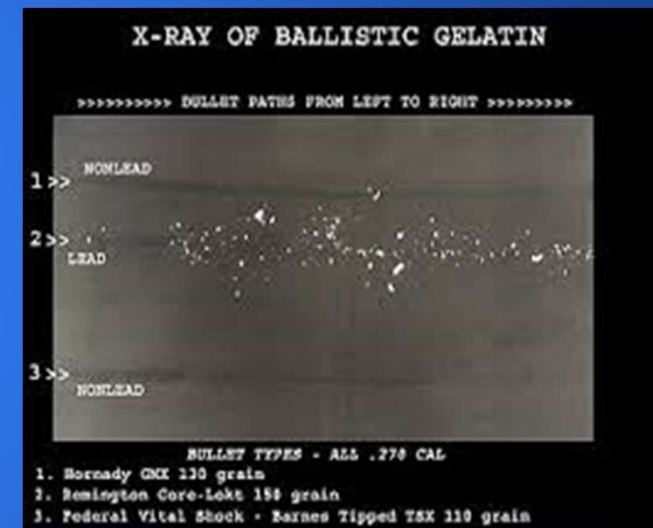 X-RAY OF BALLISTIC GELATIN
>>>>>>>>>> BULLET PATHS FROM LEFT TO RIGHT >>>>>>>>>
NONLEAD
1>>
2>>
LEAD
3>>
NONLEAD
BULLET TYPES - ALL .270 CAL
1. Hornady GMX 130 grain
2. Remington Core-Lokt 150 grain
3. Federal Vital Shock - Barnes Tipped TSX 110 grain